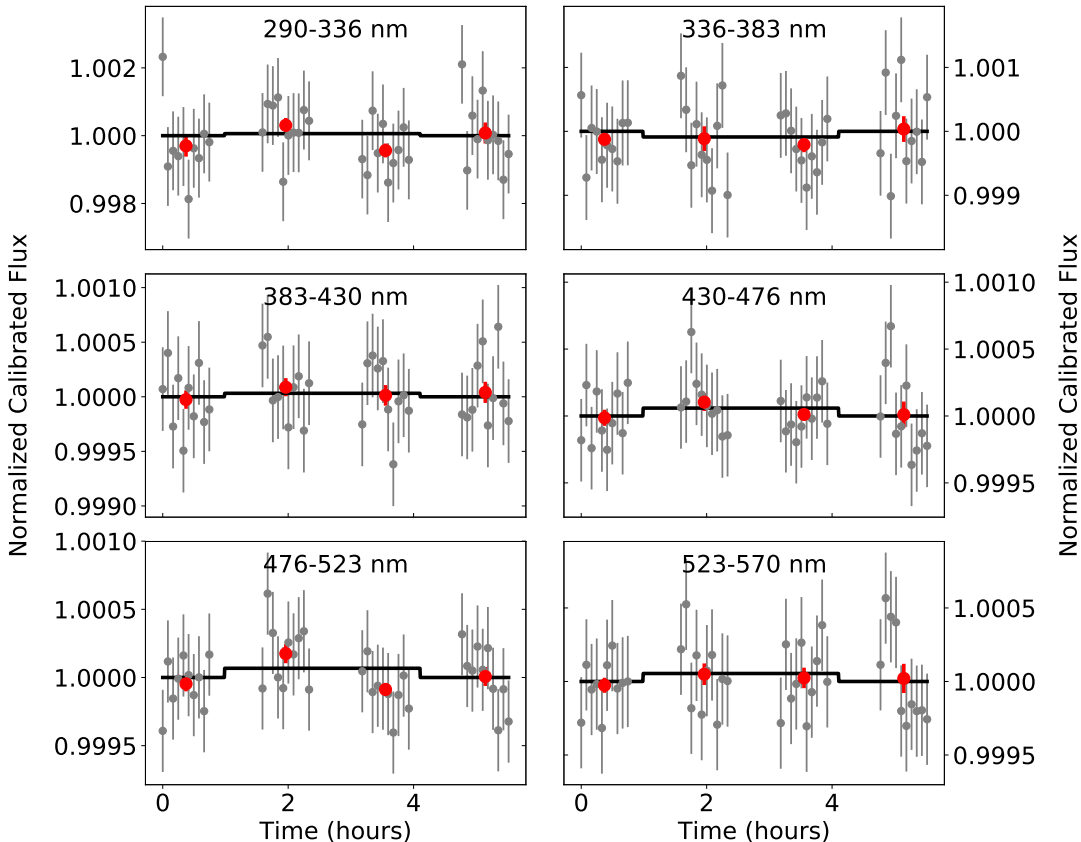 290-336 nm
336-383 nm
1.002
1.000
0.998
1.001
1.000
0.999
383-430 nm
430-476 nm
1.0010
1.0005
1.0000
0.9995
0.9990
1.0010
1.0005
1.0000
0.9995
476-523 nm
523-570 nm
1.0010
1.0005
1.0000
0.9995
1.0005
1.0000
0.9995
0
2
4
0
2
4
Time (hours)
Time (hours)
Normalized Calibrated Flux
Normalized Calibrated Flux